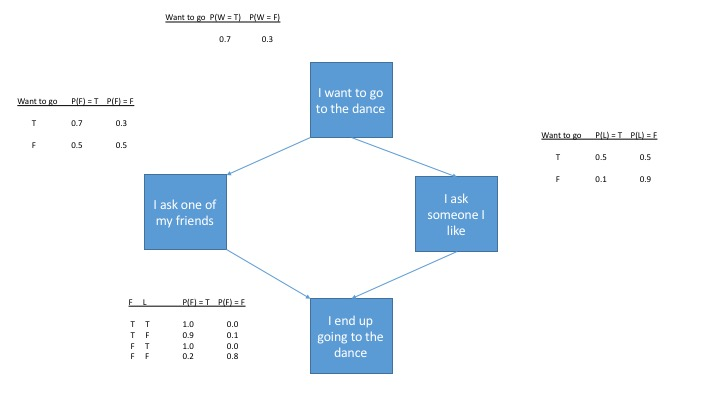 Want to go P(W = T) P(W = F)
0.7 0.3
I want to go
to the dance
Want to go P(F) = T P(F) = F
T 0.7 0.3
F 0.5 0.5
Want to go P(L) = T P(L) = F
T 0.5 0.5
F 0.1 0.9
I ask one of
my friends
I ask
someone I
like
F L P(F) = T P(F) = F
T T 1.0 0.0
T F 0.9 0.1
F T 1.0 0.0
F F 0.2 0.8
I end up
going to the
dance